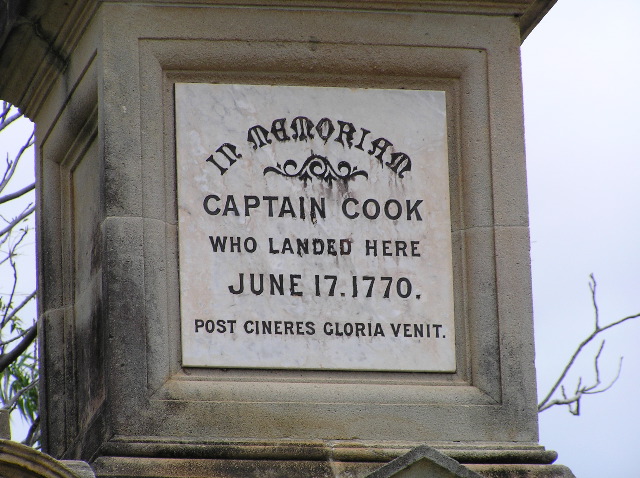 IN MEMORIAM
CAPTAIN COOK
WHO LANDED HERE
JUNE 17.1770.
POST CINERES GLORIA VENIT.